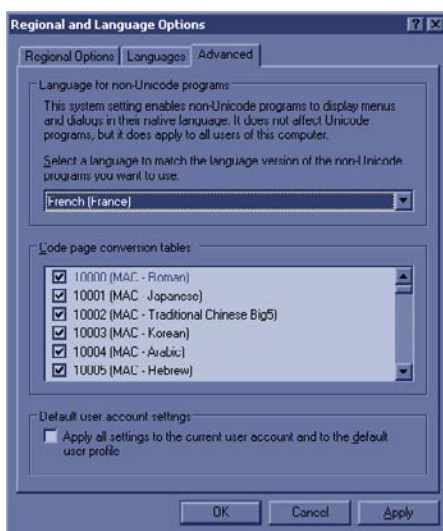 Regional and Language Options
Regional Options Languages Advanced
Language for non-Unicode programs
This system setting enables non-Unicode programs to display menus
and dialogs in their native language. It does not affect Unicode
programs, but it does apply to all users of this computer.
Select a language to match the language version of the non-Unicode
programs you want to use.
French (France)
Code page conversion tables
10000 (MAC - Roman)
10001 (MAC - Japanese)
10002 (MAC - Traditional Chinese Big5)
10003 (MAC - Korean)
10004 (MAC - Arabic)
10005 (MAC - Hebrew)
Default user account settings
Apply all settings to the current user account and to the default
user profile
OK Cancel Apply